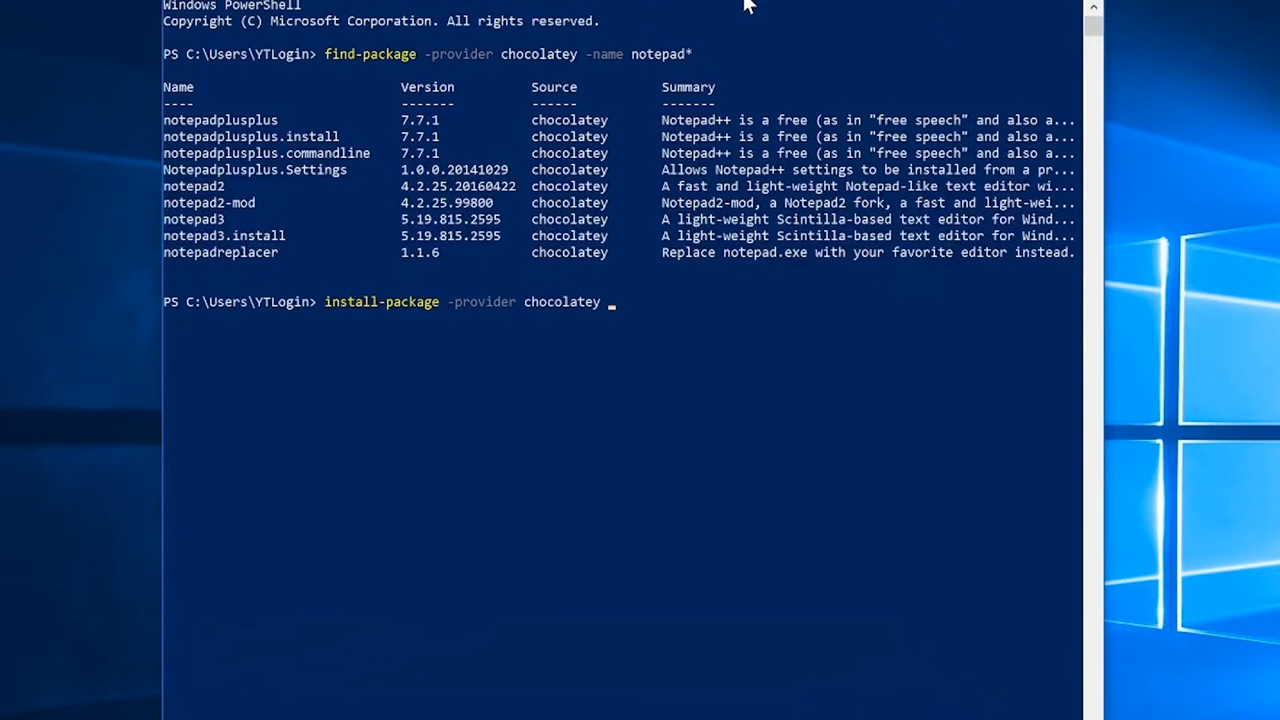 Windows PowerShell
Copyright (C) Microsoft Corporation. All rights reserved.
PS C:\Users\YTLogin> find-package -provider chocolatey -name notepad*
Name Version Source Summary
---- ------- ------ -------
notepadplusplus 7.7.1 chocolatey Notepad++ is a free (as in "free speech" and also a...
notepadplusplus.install 7.7.1 chocolatey Notepad++ is a free (as in "free speech" and also a...
notepadplusplus.commandline 7.7.1 chocolatey Notepad++ is a free (as in "free speech" and also a...
Notepadplusplus.Settings 1.0.0.20141029 chocolatey Allows Notepad++ settings to be installed from a pr...
notepad2 4.2.25.20160422 chocolatey A fast and light-weight Notepad-like text editor wi...
notepad2-mod 4.2.25.99800 chocolatey Notepad2-mod, a Notepad2 fork, a fast and light-wei...
notepad3 5.19.815.2595 chocolatey A light-weight Scintilla-based text editor for Wind...
notepad3.install 5.19.815.2595 chocolatey A light-weight Scintilla-based text editor for Wind...
notepadreplacer 1.1.6 chocolatey Replace notepad.exe with your favorite editor instead.
PS C:\Users\YTLogin> install-package -provider chocolatey _